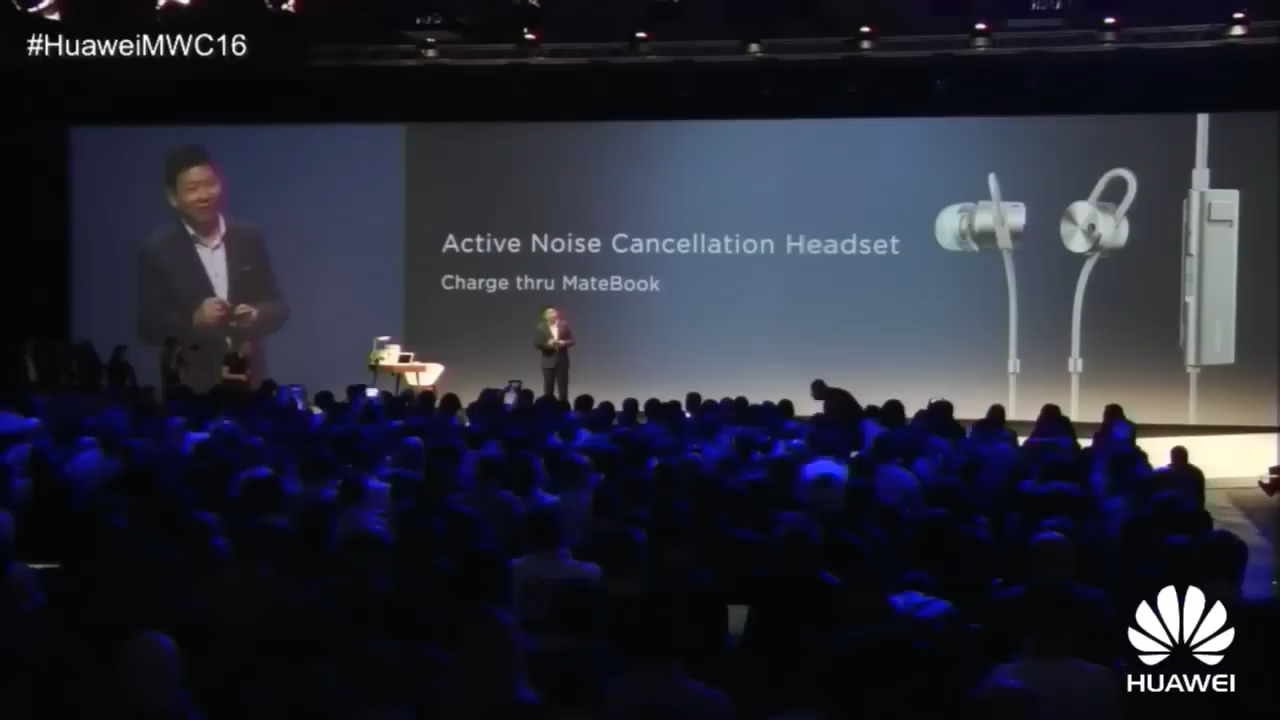 #HuaweiMWC16
Active Noise Cancellation Headset
Charge thru MateBook
HUAWEI